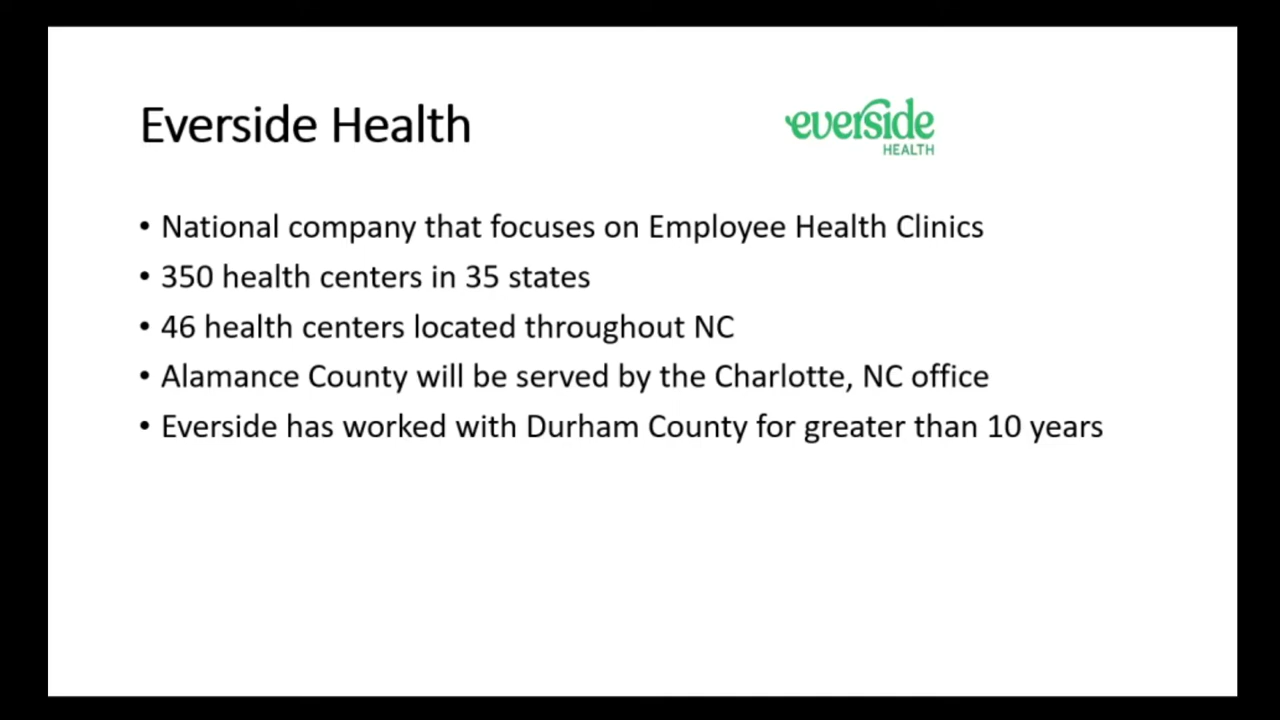 Everside Health
everside
HEALTH
• National company that focuses on Employee Health Clinics
• 350 health centers in 35 states
• 46 health centers located throughout NC
• Alamance County will be served by the Charlotte, NC office
• Everside has worked with Durham County for greater than 10 years